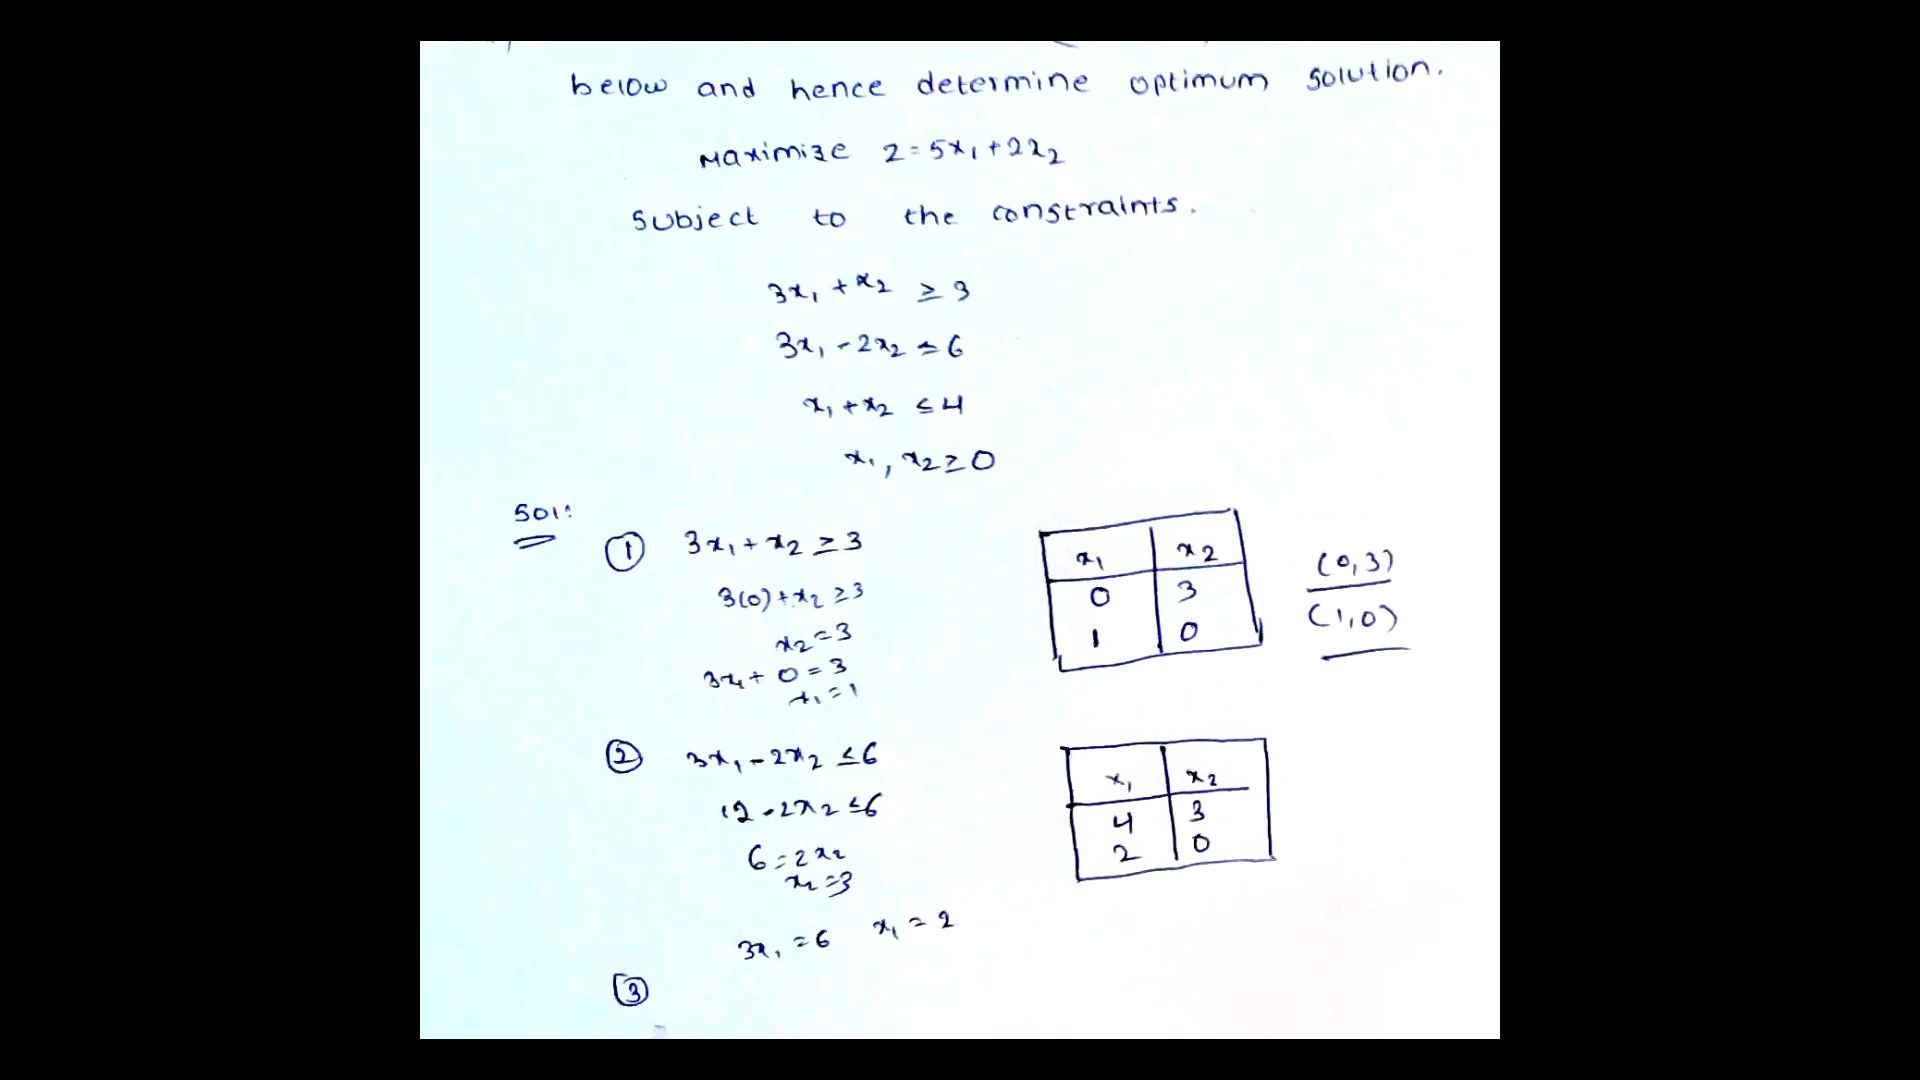 below and hence determine optimum solution.
Maximize Z = 5x₁ + 2x₂
Subject to the constraints.
3x₁ + x₂ ≥ 3
3x₁ - 2x₂ ≤ 6
x₁ + x₂ ≤ 4
x₁, x₂ ≥ 0
Sol:
① 3x₁ + x₂ ≥ 3
3(0) + x₂ ≥ 3
x₂ = 3
3x₁ + 0 = 3
x₁ = 1
x₁ x₂
0 3
1 0
(0,3)
(1,0)
② 3x₁ - 2x₂ ≤ 6
12 - 2x₂ ≤ 6
6 = 2x₂
x₂ = 3
3x₁ = 6 x₁ = 2
x₁ x₂
4 3
2 0
③